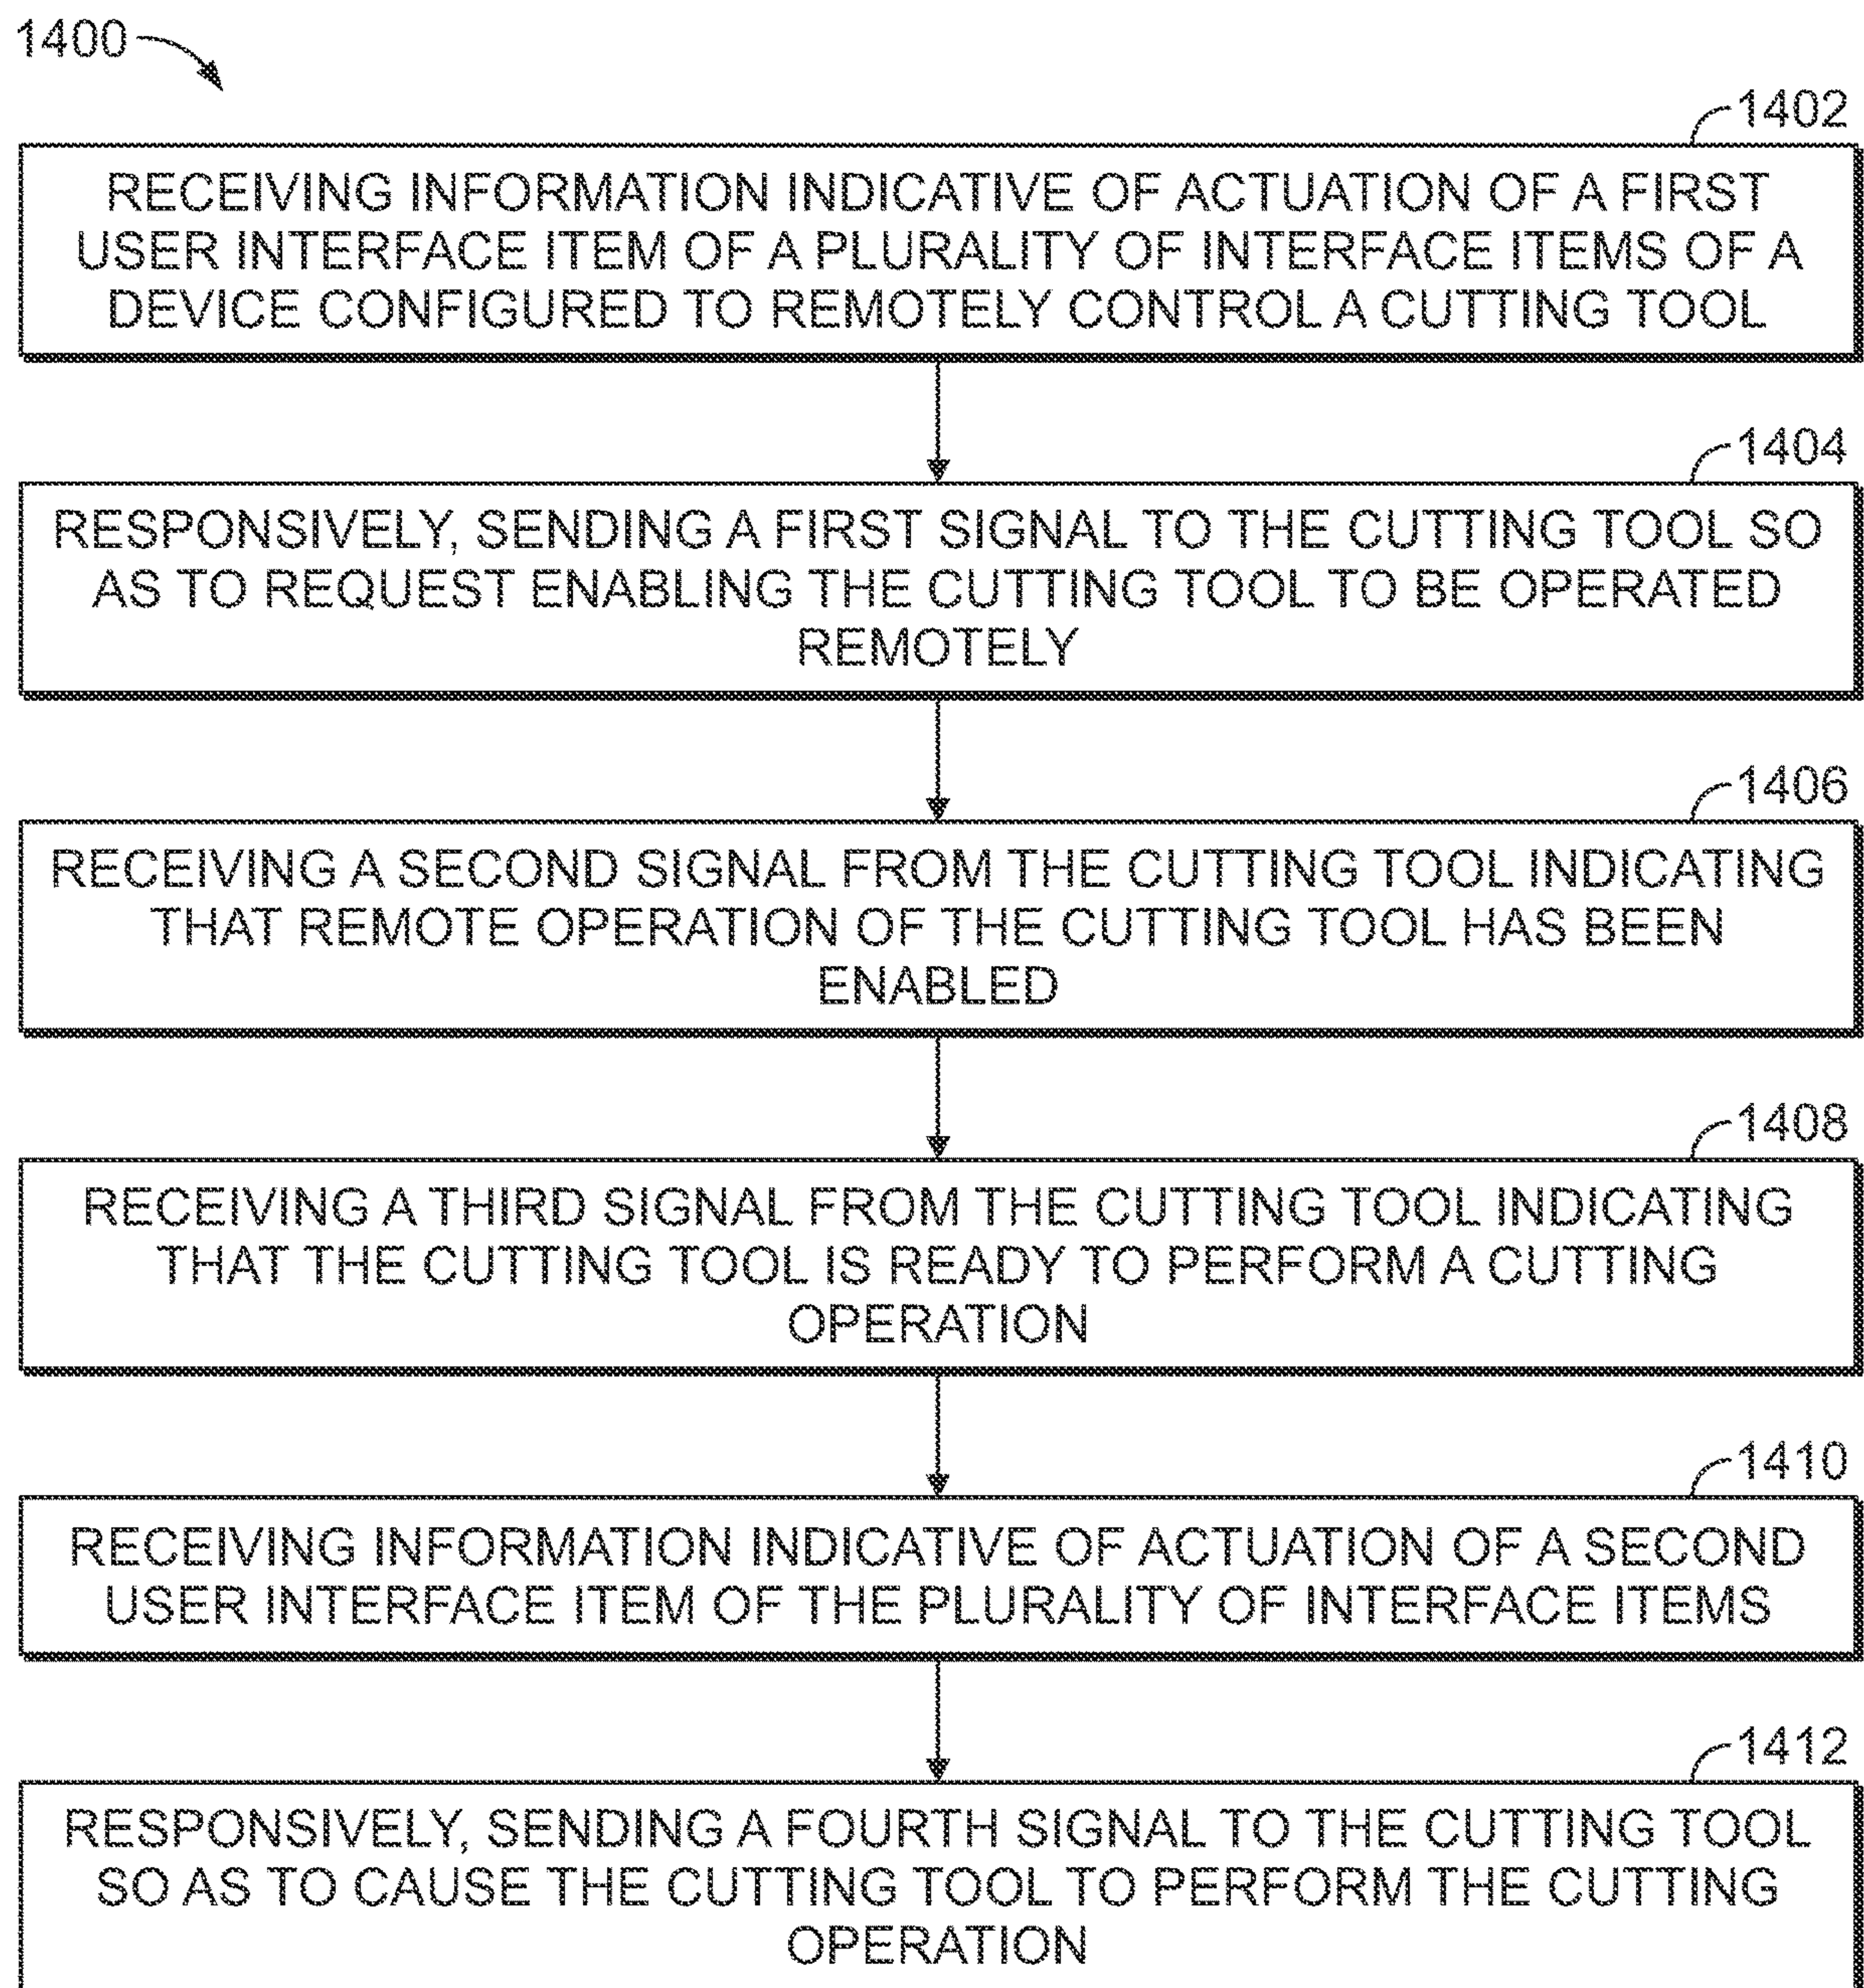 1400
1402
RECEIVING INFORMATION INDICATIVE OF ACTUATION OF A FIRST
USER INTERFACE ITEM OF A PLURALITY OF INTERFACE ITEMS OF A
DEVICE CONFIGURED TO REMOTELY CONTROL A CUTTING TOOL
1404
RESPONSIVELY, SENDING A FIRST SIGNAL TO THE CUTTING TOOL SO
AS TO REQUEST ENABLING THE CUTTING TOOL TO BE OPERATED
REMOTELY
1406
RECEIVING A SECOND SIGNAL FROM THE CUTTING TOOL INDICATING
THAT REMOTE OPERATION OF THE CUTTING TOOL HAS BEEN
ENABLED
1408
RECEIVING A THIRD SIGNAL FROM THE CUTTING TOOL INDICATING
THAT THE CUTTING TOOL IS READY TO PERFORM A CUTTING
OPERATION
1410
RECEIVING INFORMATION INDICATIVE OF ACTUATION OF A SECOND
USER INTERFACE ITEM OF THE PLURALITY OF INTERFACE ITEMS
1412
RESPONSIVELY, SENDING A FOURTH SIGNAL TO THE CUTTING TOOL
SO AS TO CAUSE THE CUTTING TOOL TO PERFORM THE CUTTING
OPERATION